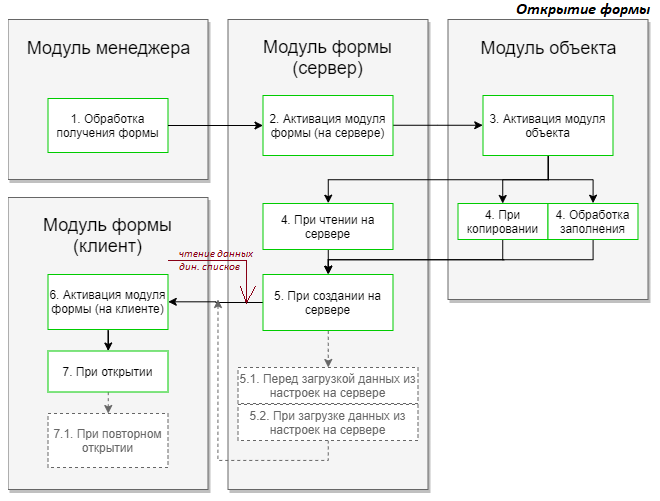 Открытие формы
Модуль менеджера
1. Обработка
получения формы
Модуль формы
(сервер)
2. Активация модуля
формы (на сервере)
Модуль объекта
3. Активация модуля
объекта
4. При чтении на
сервере
4. При
копировании
4. Обработка
заполнения
5. При создании на
сервере
5.1. Перед загрузкой данных из
настроек на сервере
5.2. При загрузке данных из
настроек на сервере
Модуль формы
(клиент)
чтение данных
дин. списков
6. Активация модуля
формы (на клиенте)
7. При открытии
7.1. При повторном
открытии